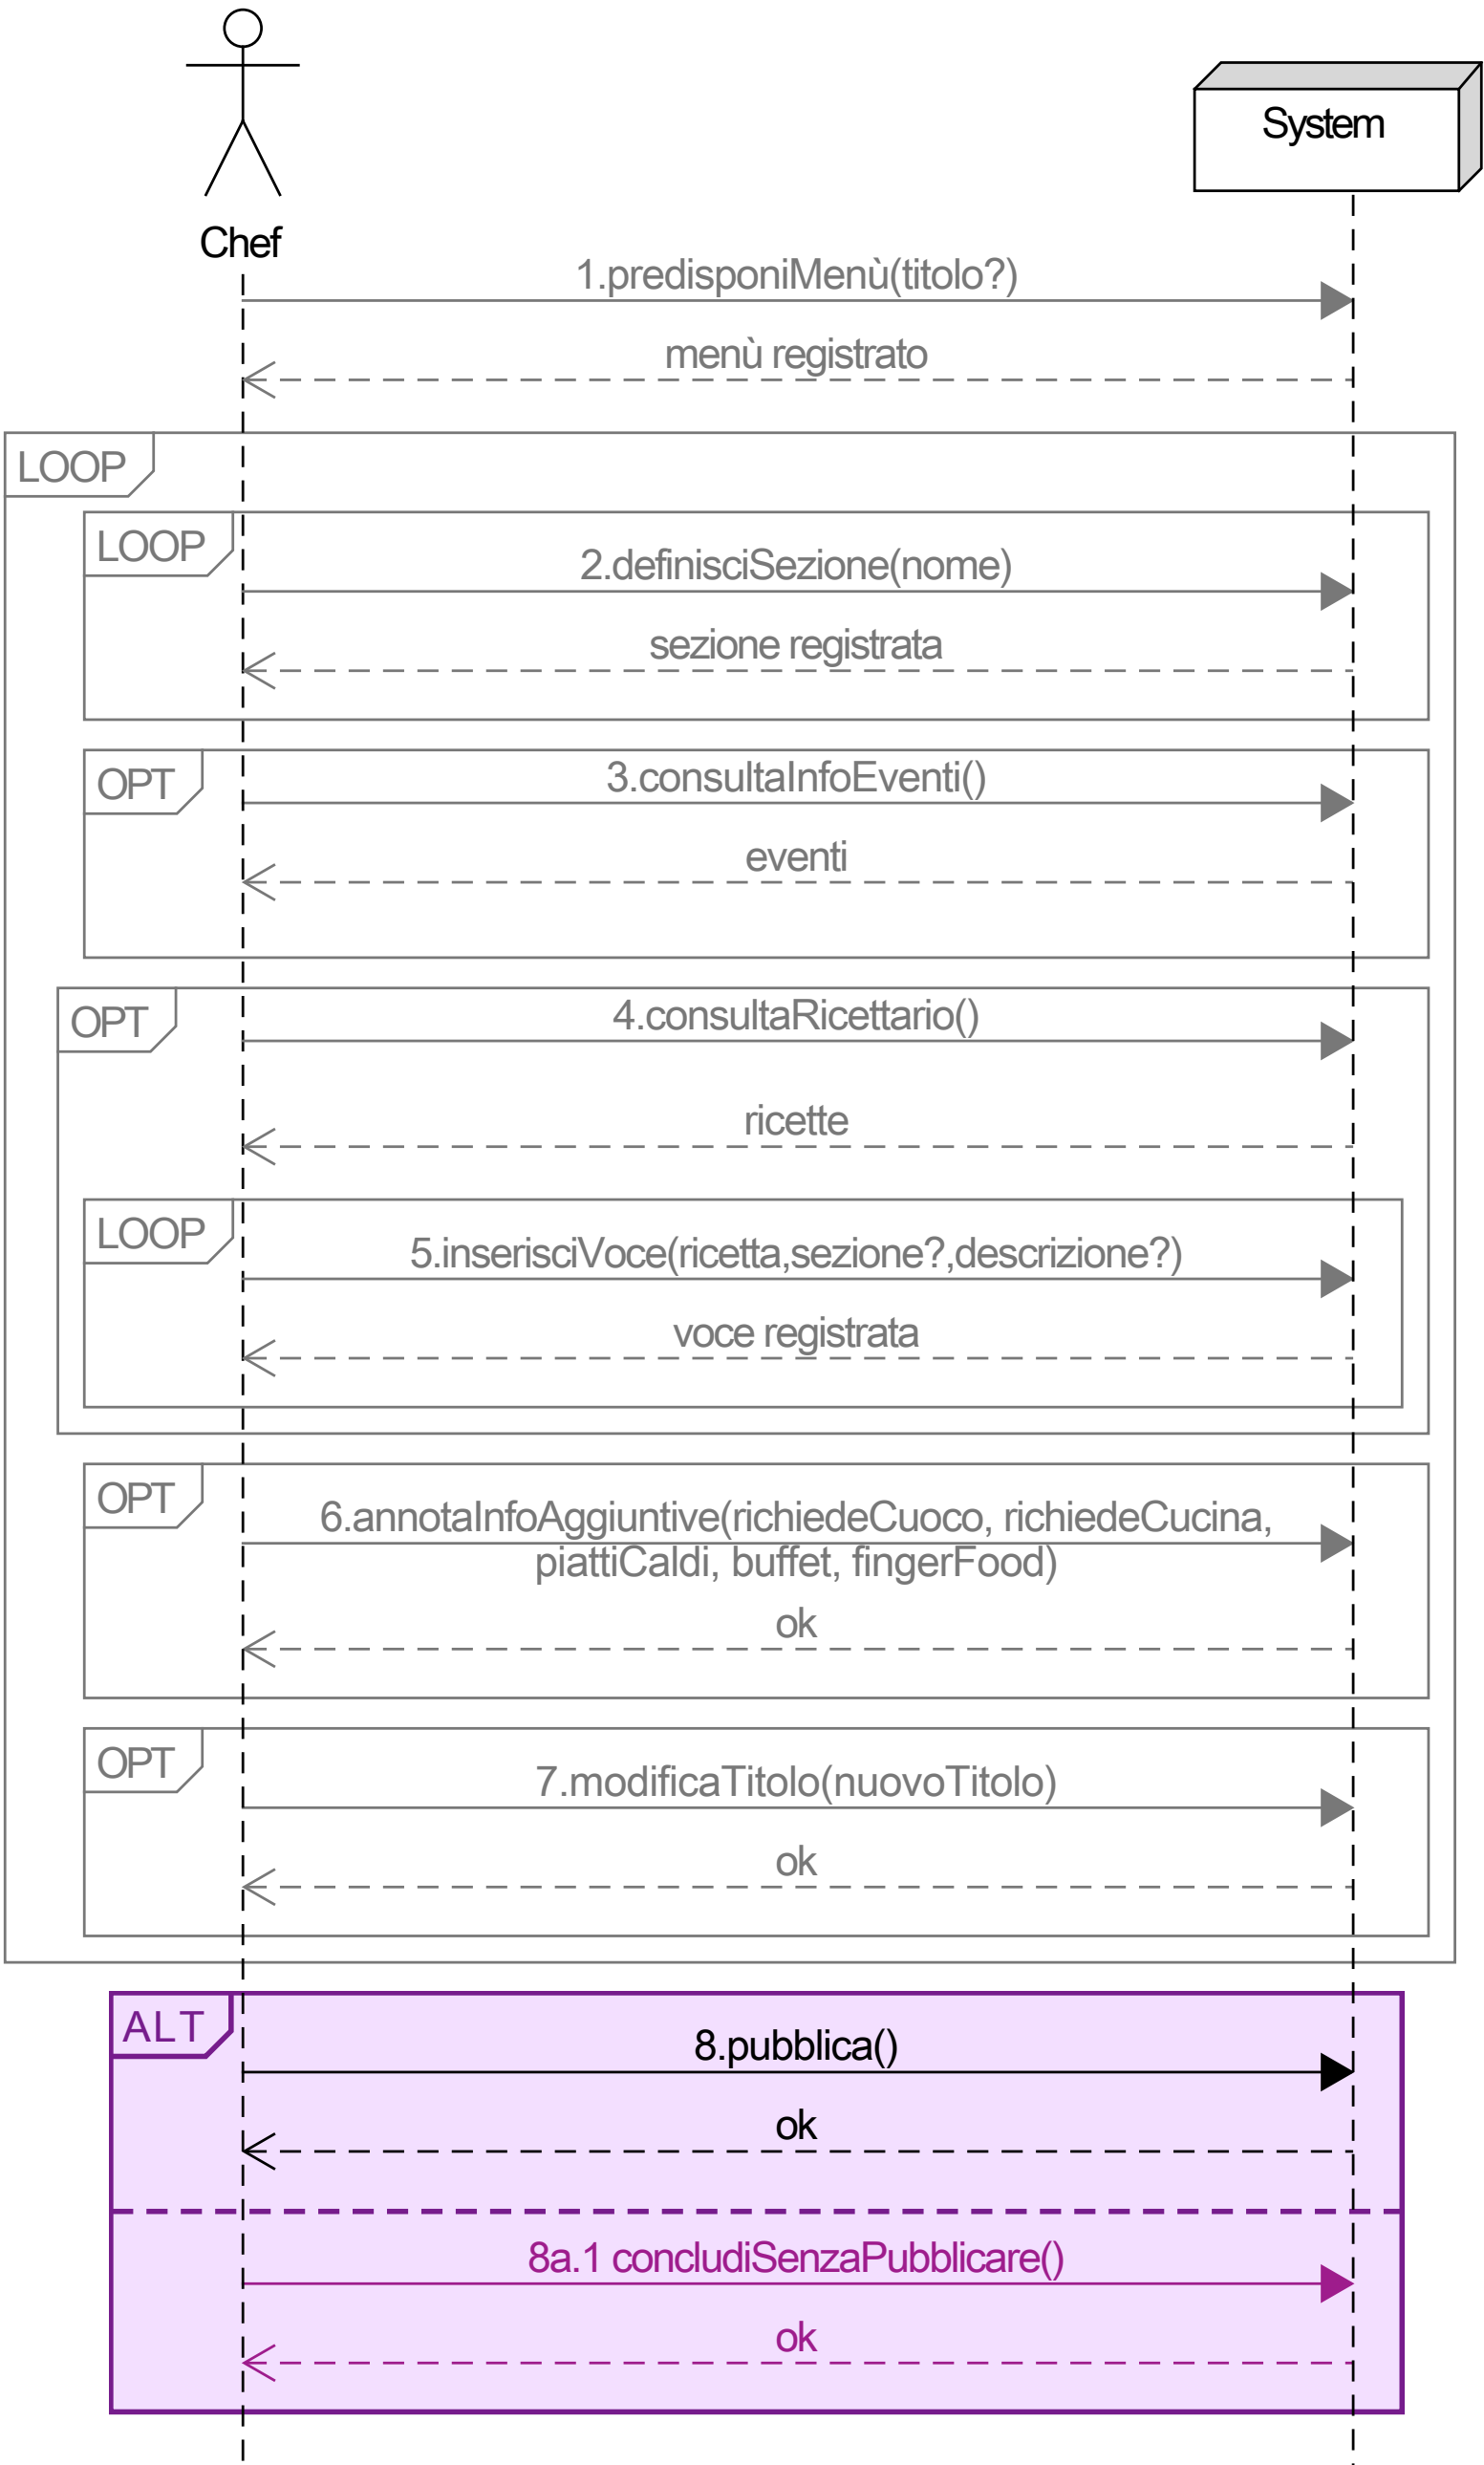 System
Chef
1.predisponiMenù(titolo?)
menù registrato
LOOP
LOOP
2.definisciSezione(nome)
sezione registrata
OPT
3.consultaInfoEventi()
eventi
OPT
4.consultaRicettario()
ricette
LOOP
5.inserisciVoce(ricetta,sezione?,descrizione?)
voce registrata
OPT
6.annotaInfoAggiuntive(richiedeCuoco, richiedeCucina,
piattiCaldi, buffet, fingerFood)
ok
OPT
7.modificaTitolo(nuovoTitolo)
ok
ALT
8.pubblica()
ok
8a.1 concludiSenzaPubblicare()
ok